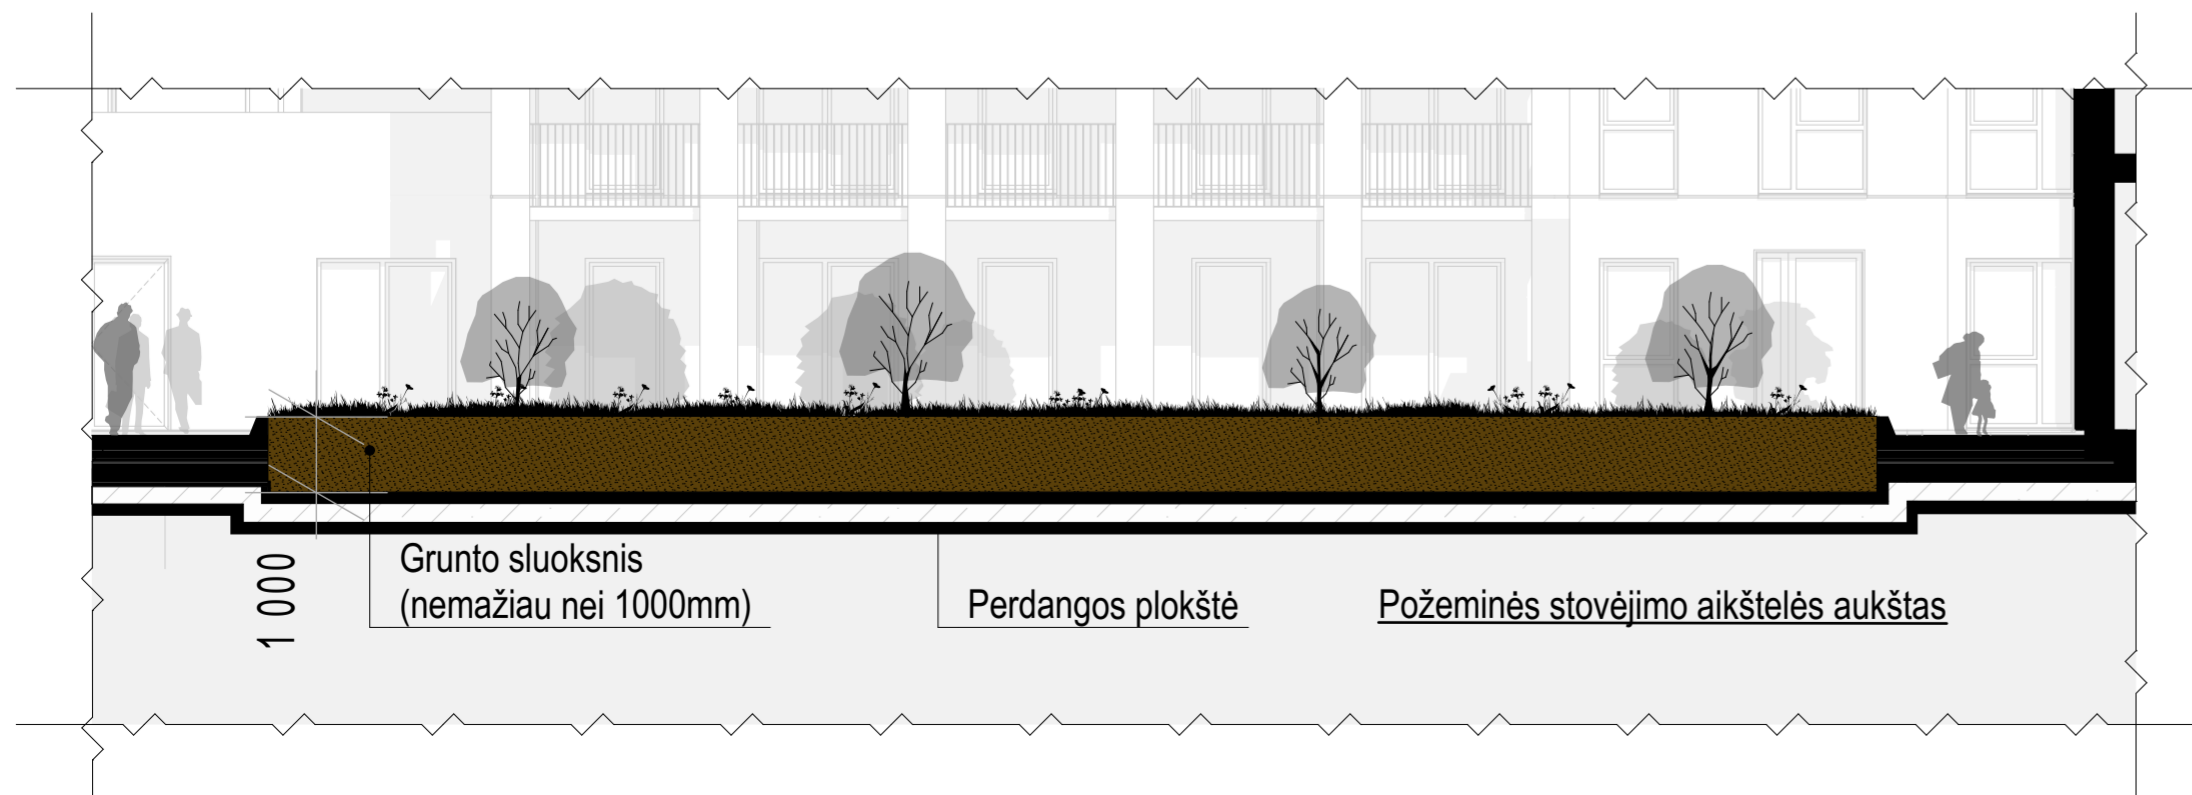 1 000
Grunto sluoksnis
(nemažiau nei 1000mm)
Perdangos plokštė
Požeminės stovėjimo aikštelės aukštas